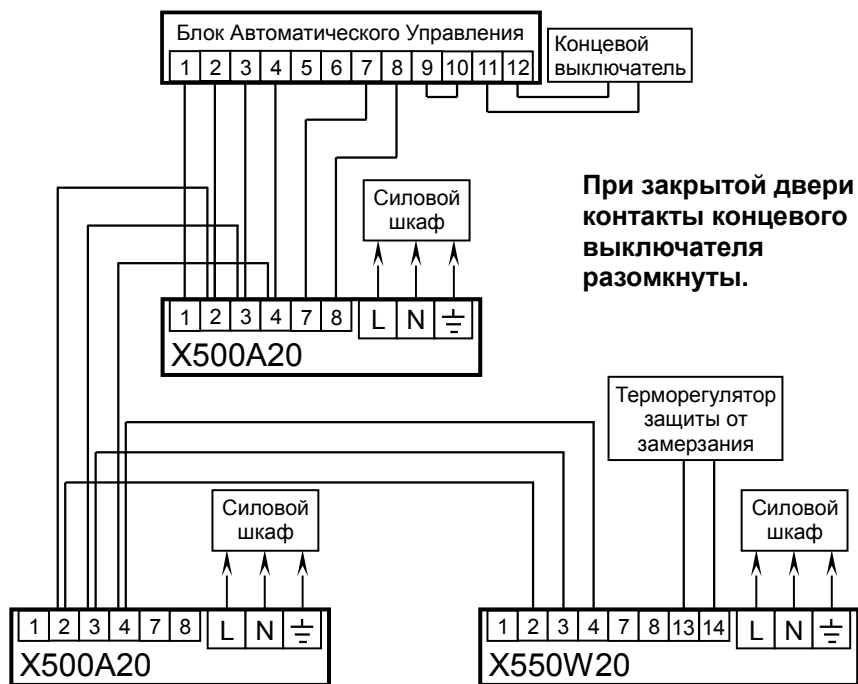 Блок Автоматического Управления
1 2 3 4 5 6 7 8 9 10 11 12
Концевой
выключатель
При закрытой двери
контакты концевого
выключателя
разомкнуты.
Силовой
шкаф
1 2 3 4 7 8 L N
X500A20
Терморегулятор
защиты от
замерзания
Силовой
шкаф
Силовой
шкаф
1 2 3 4 7 8 L N
X500A20
1 2 3 4 7 8 13 14 L N
X550W20